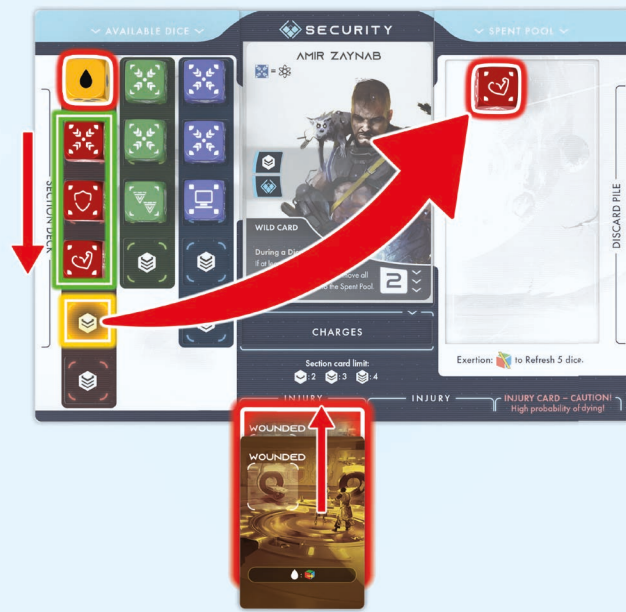 AVAILABLE DICE
SECURITY
SPENT POOL
AMIR ZAYNAB
=
SECTION DECK
DISCARD PILE
WILD CARD
During a Di
If at le
ove all
d the Spent Pool.
2
CHARGES
Section card limit:
:2 :3 :4
Exertion: to Refresh 5 dice.
INJURY
INJURY
INJURY CARD – CAUTION!
High probability of dying!
WOUNDED
WOUNDED
: